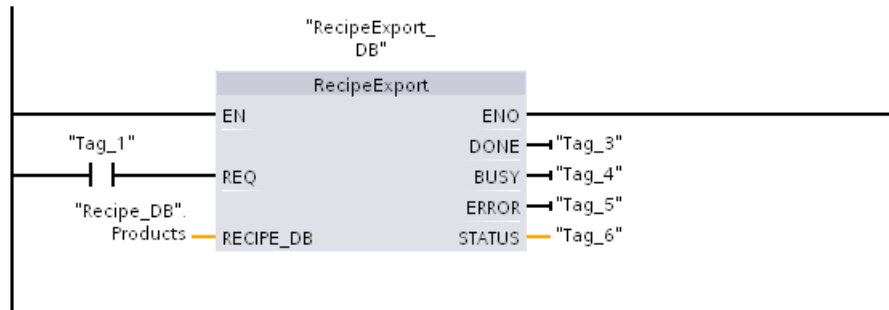 "RecipeExport_
DB"
RecipeExport
EN ENO
"Tag_1" DONE "Tag_3"
REQ BUSY "Tag_4"
"Recipe_DB". ERROR "Tag_5"
Products RECIPE_DB STATUS "Tag_6"